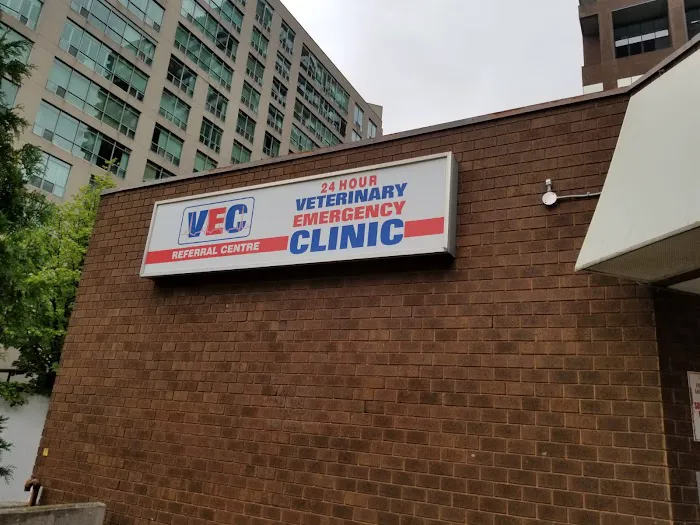 VEC
REFERRAL CENTRE
24 HOUR
VETERINARY
EMERGENCY
CLINIC